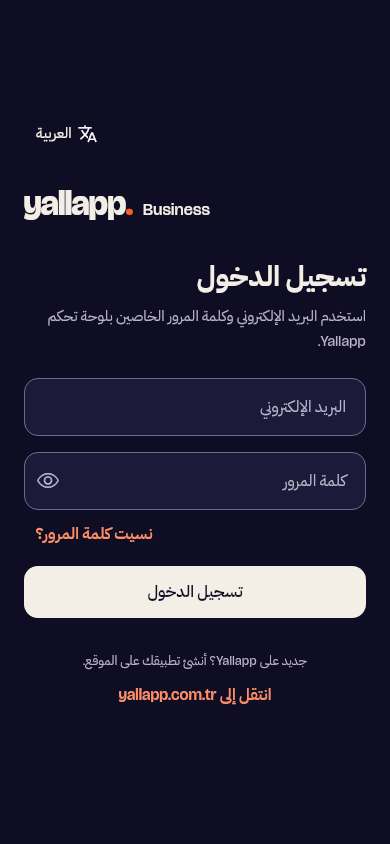 العربية
yallapp. Business
تسجيل الدخول
استخدم البريد الإلكتروني وكلمة المرور الخاصين بلوحة تحكم
Yallapp.
البريد الإلكتروني
كلمة المرور
نسيت كلمة المرور؟
تسجيل الدخول
جديد على Yallapp؟ أنشئ تطبيقك على الموقع.
انتقل إلى yallapp.com.tr